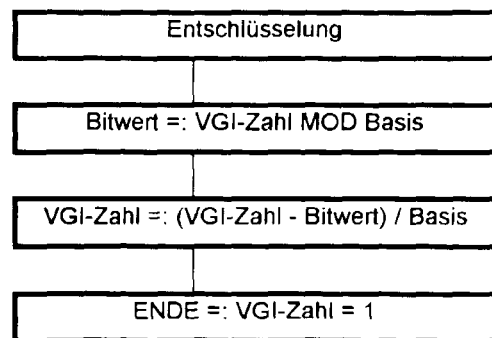 Entschlüsselung
Bitwert =: VGI-Zahl MOD Basis
VGI-Zahl =: (VGI-Zahl - Bitwert) / Basis
ENDE =: VGI-Zahl = 1